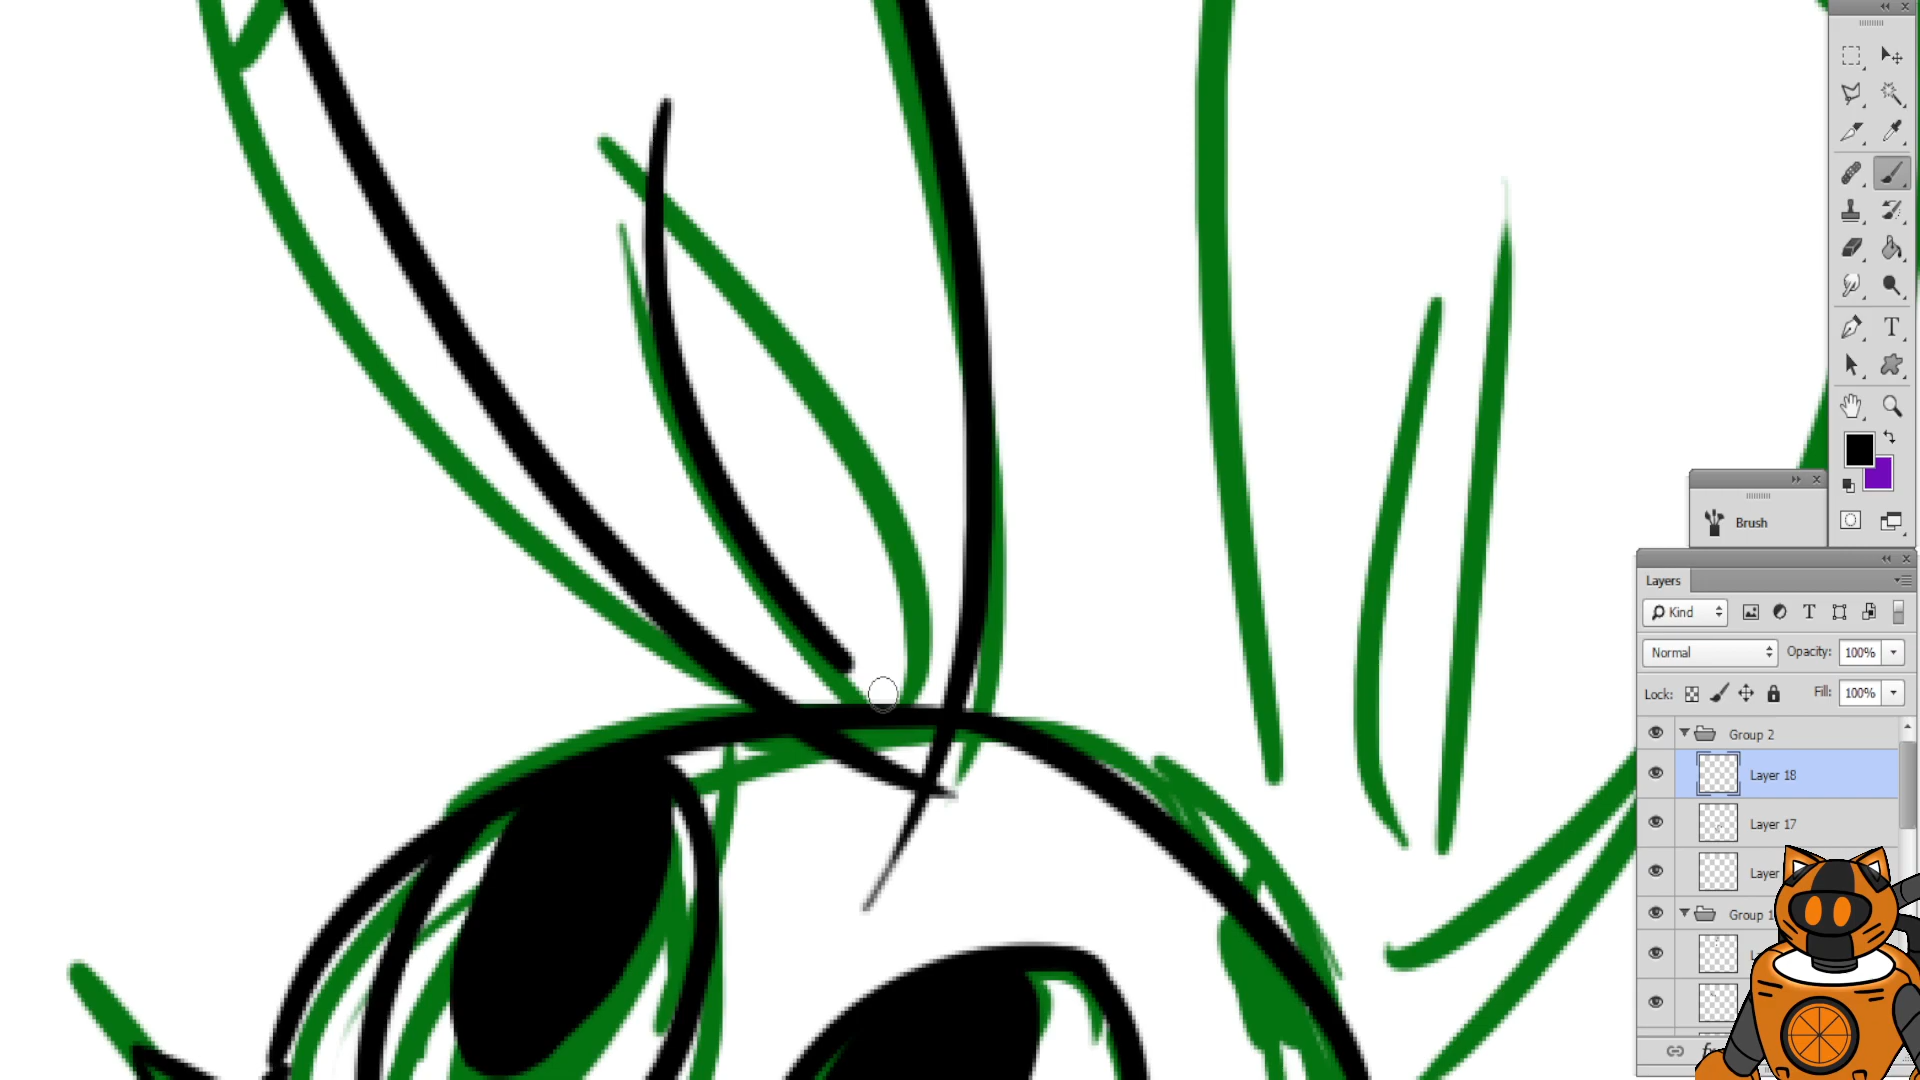 Brush
Layers
Kind
Normal Opacity: 100%
Lock: Fill: 100%
Group 2
Layer 18
Layer 17
Layer
Group 1